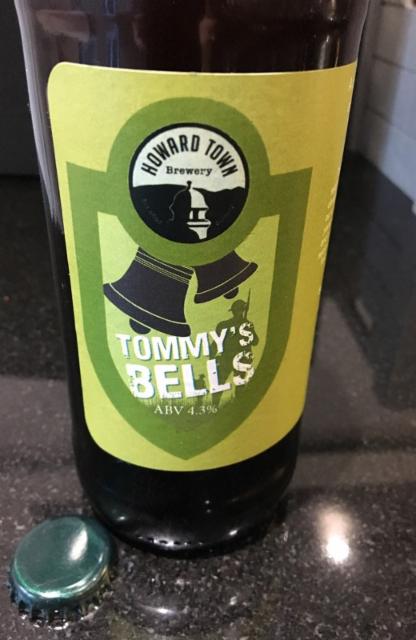 HOWARD TOWN
Brewery
TOMMY'S
BELLS
ABV 4.3%